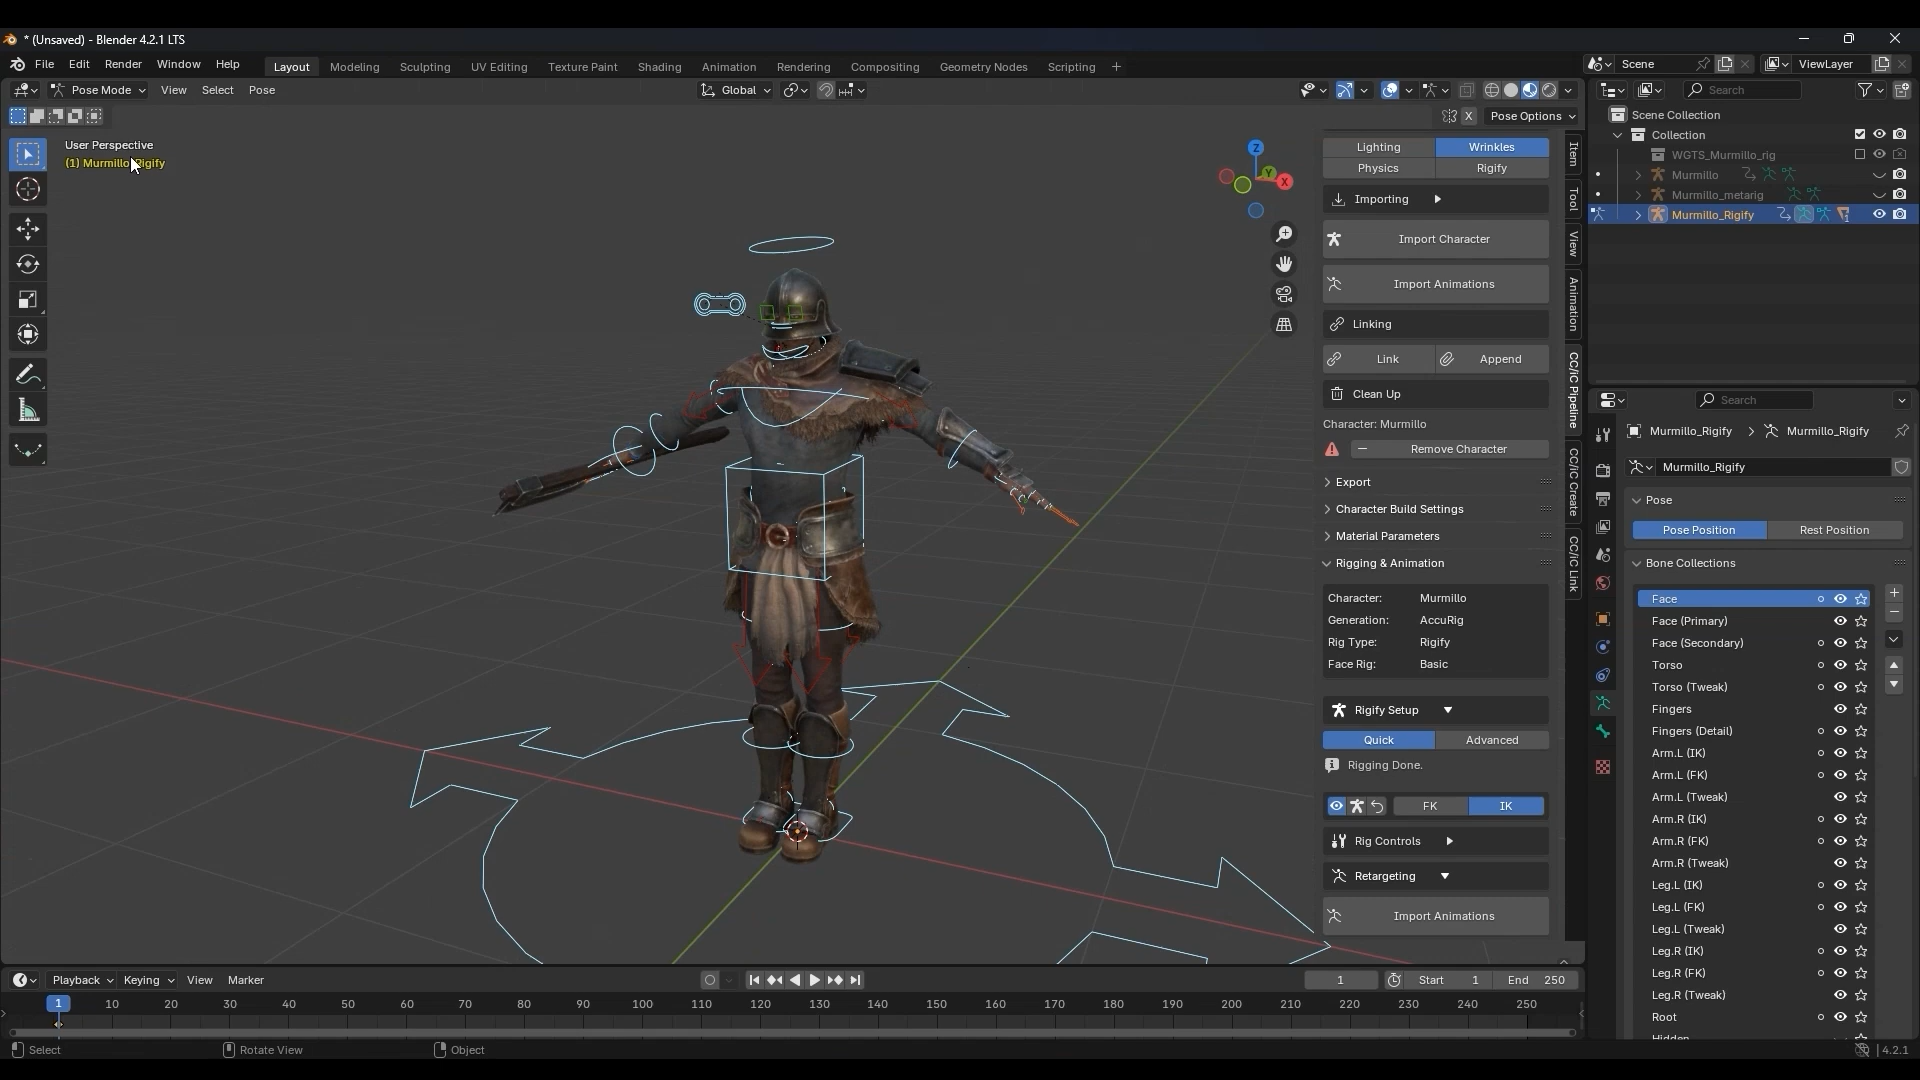 * (Unsaved) - Blender 4.2.1 LTS
File Edit Render Window Help Layout Modeling Sculpting UV Editing Texture Paint Shading Animation Rendering Compositing Geometry Nodes Scripting + Scene ViewLayer
Pose Mode View Select Pose Global Search
X Pose Options
User Perspective
(1) Murmillo_Rigify
Z
Y
X
Lighting Wrinkles
Physics Rigify
Importing
Import Character
Import Animations
Linking
Link Append
Clean Up
Character: Murmillo
Remove Character
Export
Character Build Settings
Material Parameters
Rigging & Animation
Character: Murmillo
Generation: AccuRig
Rig Type: Rigify
Face Rig: Basic
Rigify Setup
Quick Advanced
Rigging Done.
FK IK
Rig Controls
Retargeting
Import Animations
Item
Tool
View
Animation
CC/iC Pipeline
CC/iC Create
CC/iC Link
Scene Collection
Collection
WGTS_Murmillo_rig
Murmillo
Murmillo_metarig
Murmillo_Rigify
Search
Murmillo_Rigify > Murmillo_Rigify
Murmillo_Rigify
Pose
Pose Position Rest Position
Bone Collections
Face
Face (Primary)
Face (Secondary)
Torso
Torso (Tweak)
Fingers
Fingers (Detail)
Arm.L (IK)
Arm.L (FK)
Arm.L (Tweak)
Arm.R (IK)
Arm.R (FK)
Arm.R (Tweak)
Leg.L (IK)
Leg.L (FK)
Leg.L (Tweak)
Leg.R (IK)
Leg.R (FK)
Leg.R (Tweak)
Root
Hidden
Playback Keying View Marker 1 Start 1 End 250
1 10 20 30 40 50 60 70 80 90 100 110 120 130 140 150 160 170 180 190 200 210 220 230 240 250
Select Rotate View Object 4.2.1